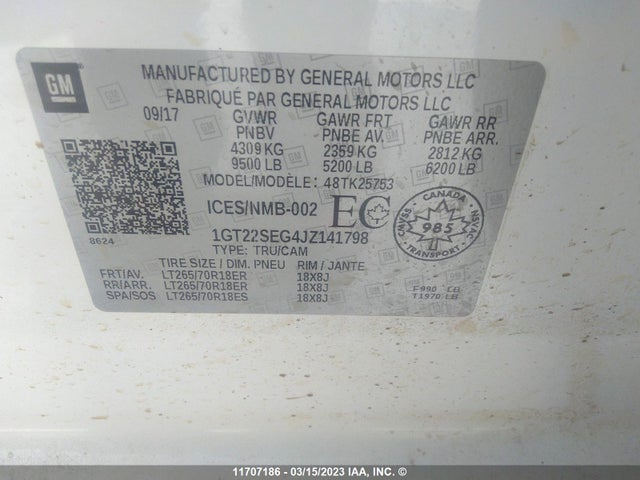 GM
MANUFACTURED BY GENERAL MOTORS LLC
FABRIQUÉ PAR GENERAL MOTORS LLC
09/17 GVWR GAWR FRT GAWR RR
PNBV PNBE AV. PNBE ARR.
4309 KG 2359 KG 2812 KG
9500 LB 5200 LB 6200 LB
MODEL/MODÈLE: 48TK25753
ICES/NMB-002 EC
CANADA
985
TRANSPORT
8624
1GT22SEG4JZ141798
TYPE: TRU/CAM
TIRE SIZE / DIM. PNEU RIM / JANTE
FRT/AV. LT265/70R18ER 18X8J
RR/ARR. LT265/70R18ER 18X8J
SPA/SOS LT265/70R18ES 18X8J
F990 LB
T1970 LB
11707186 - 03/15/2023 IAA, INC. ©